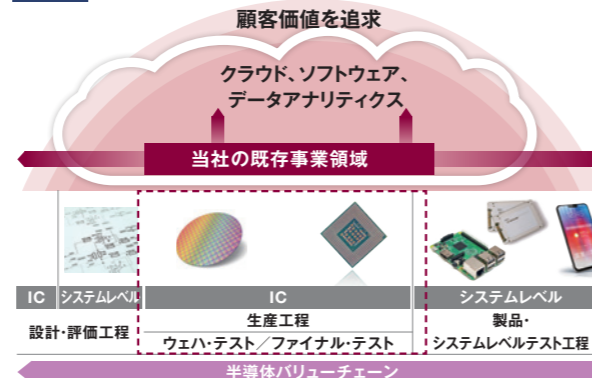 顧客価値を追求
クラウド、ソフトウェア、
データアナリティクス
当社の既存事業領域
IC
システムレベル
IC
システムレベル
設計・評価工程
生産工程
ウェハ・テスト／ファイナル・テスト
製品・
システムレベルテスト工程
半導体バリューチェーン